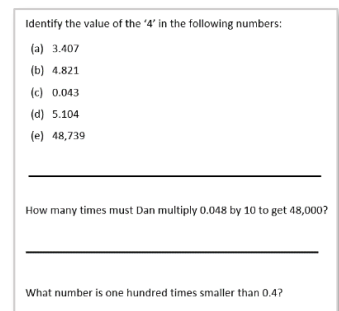 Identify the value of the ‘4’ in the following numbers:
(a) 3.407
(b) 4.821
(c) 0.043
(d) 5.104
(e) 48,739
How many times must Dan multiply 0.048 by 10 to get 48,000?
What number is one hundred times smaller than 0.4?